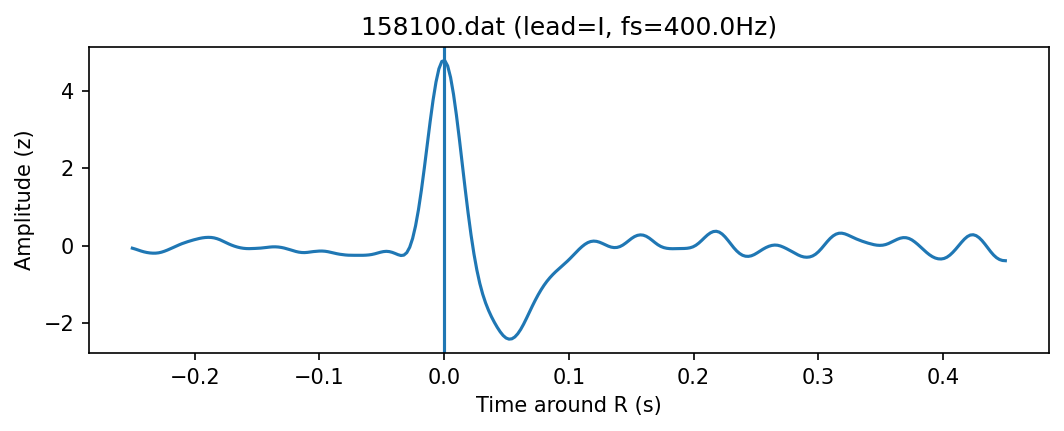 158100.dat (lead=I, fs=400.0Hz)
Amplitude (z)
4
2
0
−2
−0.2 −0.1 0.0 0.1 0.2 0.3 0.4
Time around R (s)